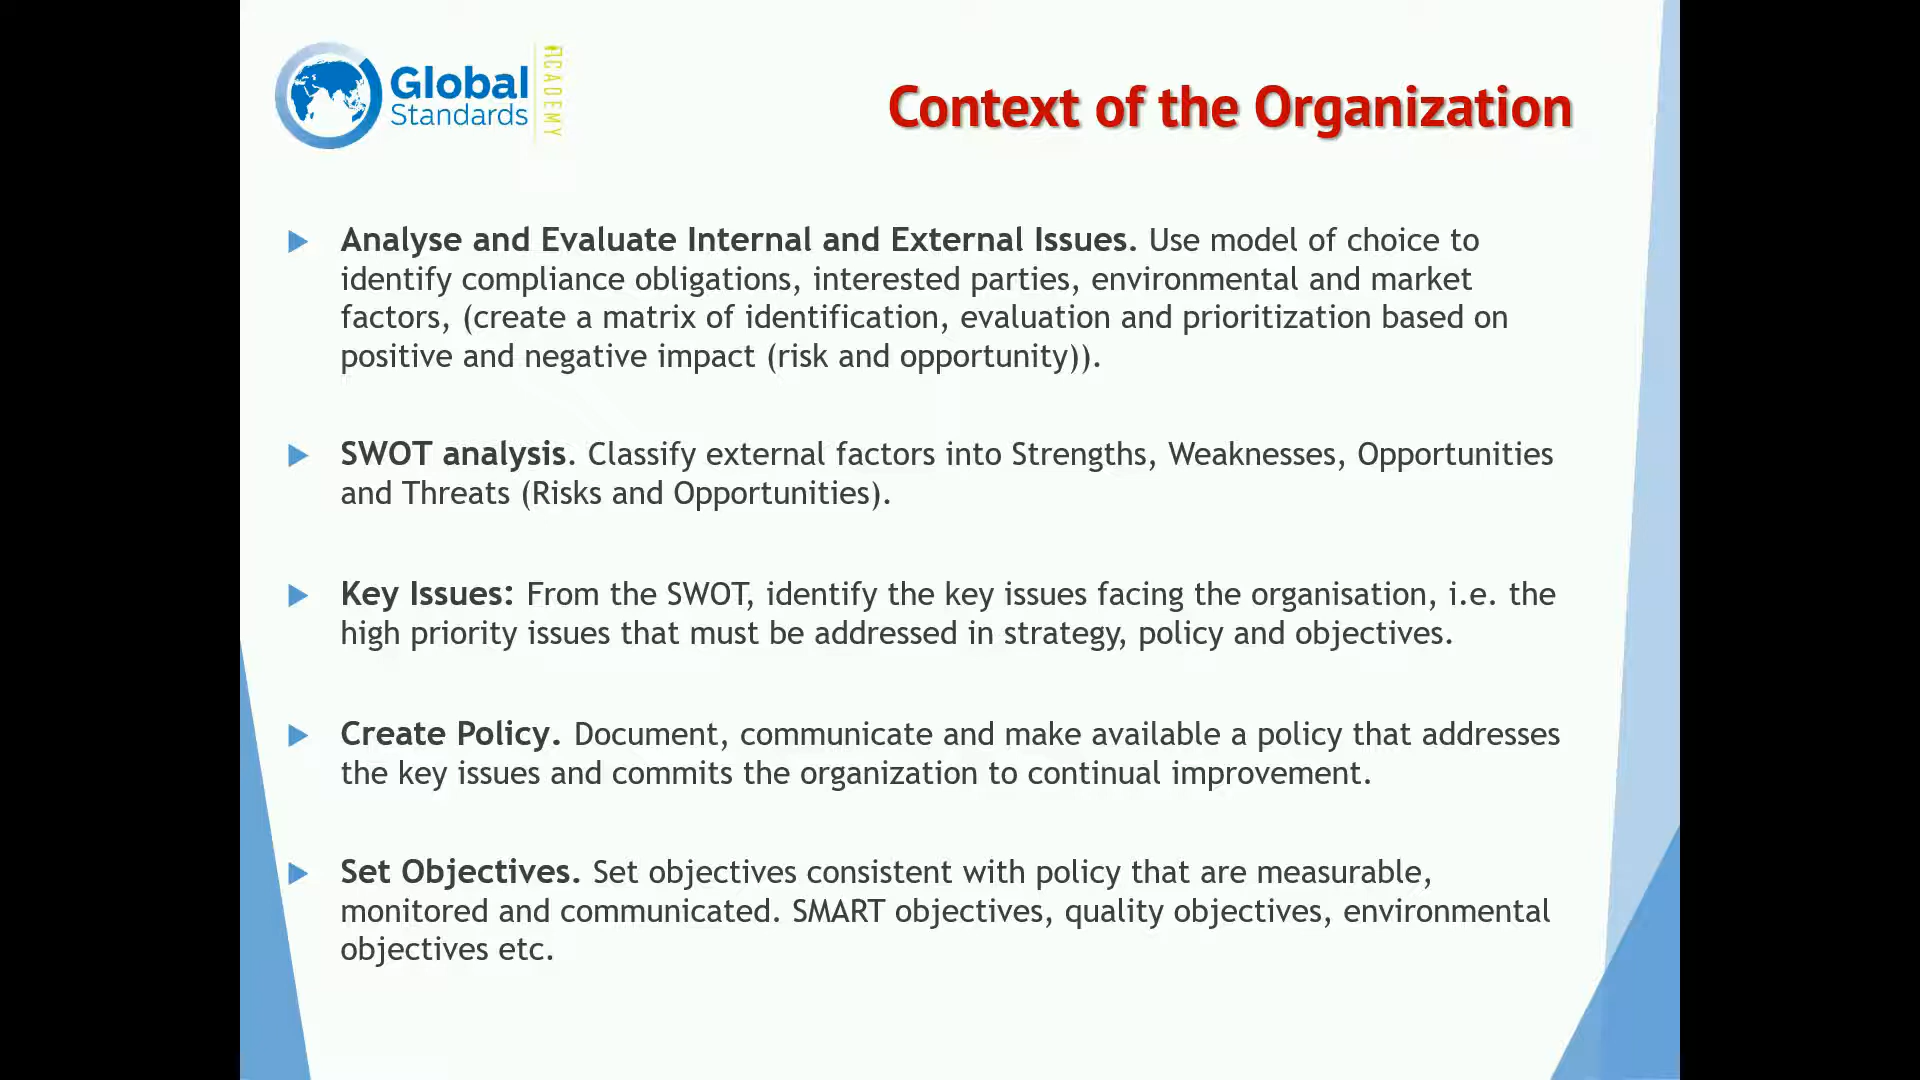 Global
Standards
ACADEMY
Context of the Organization
Analyse and Evaluate Internal and External Issues. Use model of choice to
identify compliance obligations, interested parties, environmental and market
factors, (create a matrix of identification, evaluation and prioritization based on
positive and negative impact (risk and opportunity)).
SWOT analysis. Classify external factors into Strengths, Weaknesses, Opportunities
and Threats (Risks and Opportunities).
Key Issues: From the SWOT, identify the key issues facing the organisation, i.e. the
high priority issues that must be addressed in strategy, policy and objectives.
Create Policy. Document, communicate and make available a policy that addresses
the key issues and commits the organization to continual improvement.
Set Objectives. Set objectives consistent with policy that are measurable,
monitored and communicated. SMART objectives, quality objectives, environmental
objectives etc.